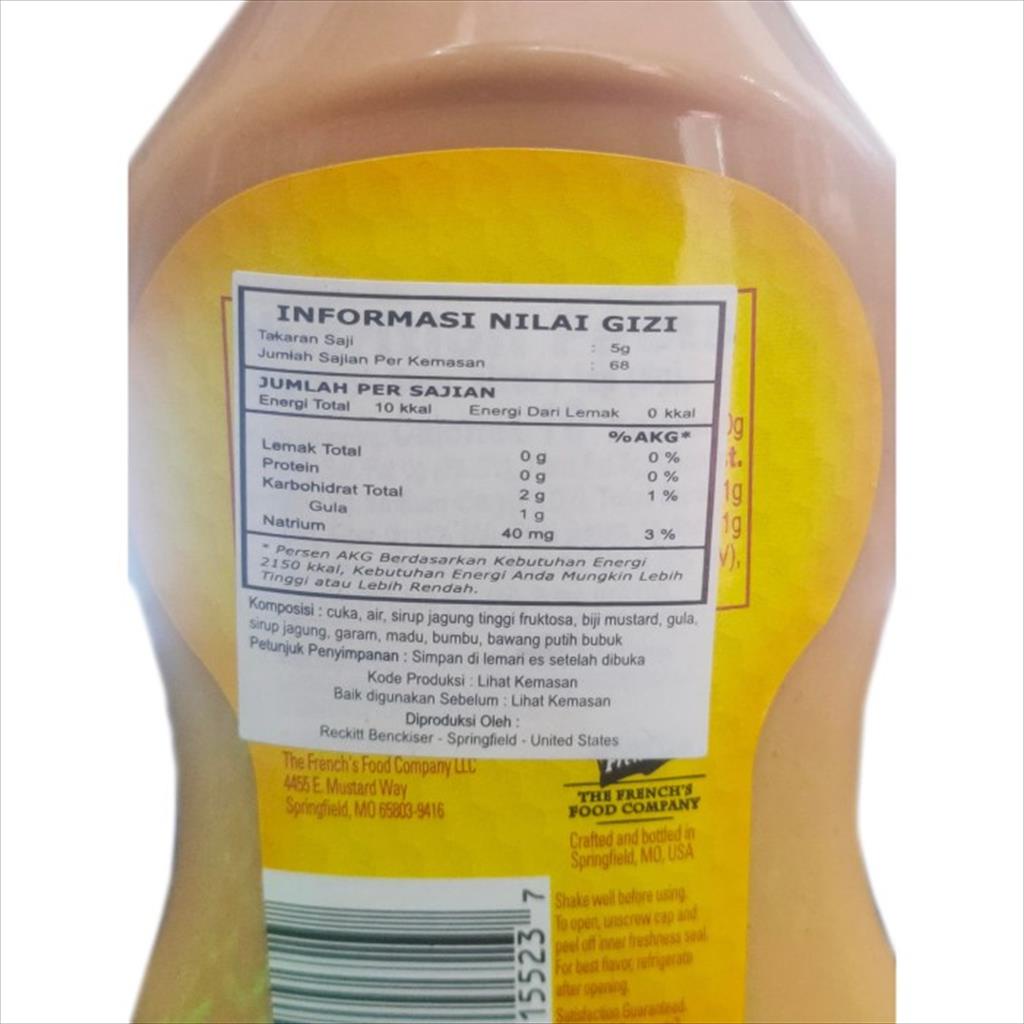 INFORMASI NILAI GIZI
Takaran Saji : 5g
Jumlah Sajian Per Kemasan : 68
JUMLAH PER SAJIAN
Energi Total 10 kkal Energi Dari Lemak 0 kkal
%AKG*
Lemak Total 0 g 0 %
Protein 0 g 0 %
Karbohidrat Total 2 g 1 %
Gula 1 g
Natrium 40 mg 3 %
* Persen AKG Berdasarkan Kebutuhan Energi
2150 kkal, Kebutuhan Energi Anda Mungkin Lebih
Tinggi atau Lebih Rendah.
Komposisi : cuka, air, sirup jagung tinggi fruktosa, biji mustard, gula,
sirup jagung, garam, madu, bumbu, bawang putih bubuk
Petunjuk Penyimpanan : Simpan di lemari es setelah dibuka
Kode Produksi : Lihat Kemasan
Baik digunakan Sebelum : Lihat Kemasan
Diproduksi Oleh :
Reckitt Benckiser - Springfield - United States
The French's Food Company LLC
4455 E. Mustard Way
Springfield, MO 65803-9416
THE FRENCH'S
FOOD COMPANY
Crafted and bottled in
Springfield, MO, USA
Shake well before using.
To open, unscrew cap and
peel off inner freshness seal.
For best flavor, refrigerate
after opening.
Satisfaction Guaranteed.
15523 7